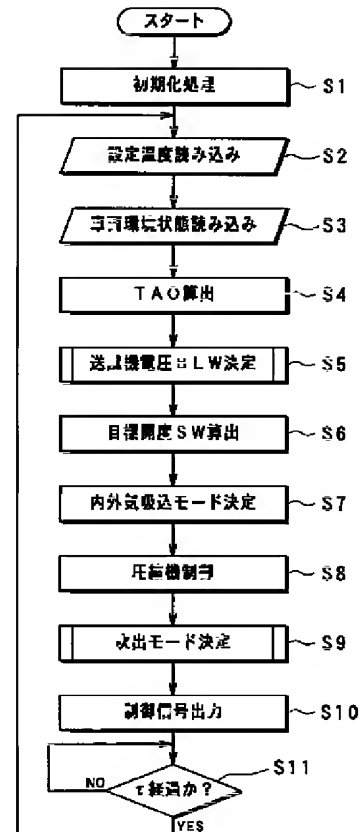 スタート
初期化処理
S1
設定温度読み込み
S2
車両環境状態読み込み
S3
TAO算出
S4
送風機電圧BLW決定
S5
目標開度SW算出
S6
内外気吸込モード決定
S7
圧縮機制御
S8
吹出モード決定
S9
制御信号出力
S10
τ経過か?
S11
NO
YES